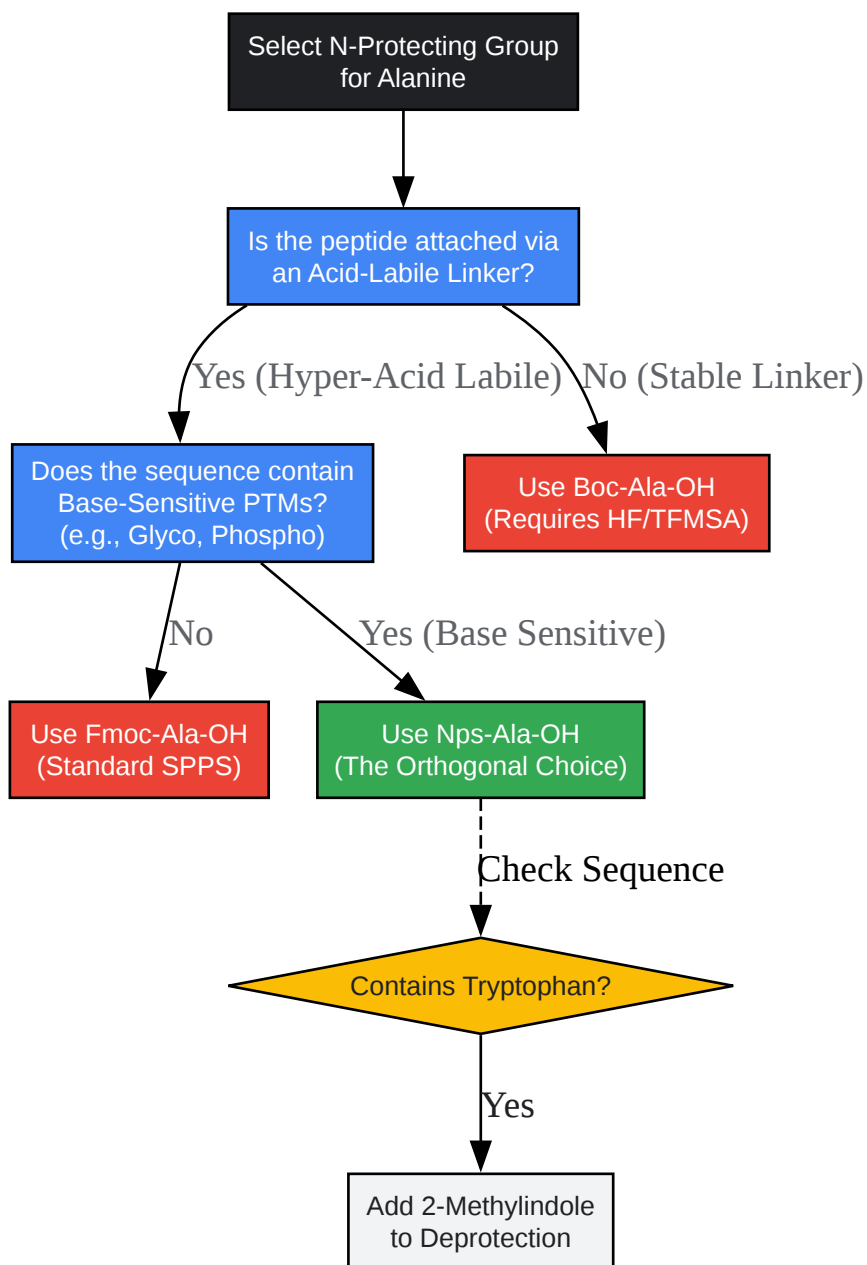 Select N-Protecting Group
for Alanine
Is the peptide attached via
an Acid-Labile Linker?
Yes (Hyper-Acid Labile)
No (Stable Linker)
Does the sequence contain
Base-Sensitive PTMs?
(e.g., Glyco, Phospho)
Use Boc-Ala-OH
(Requires HF/TFMSA)
No
Yes (Base Sensitive)
Use Fmoc-Ala-OH
(Standard SPPS)
Use Nps-Ala-OH
(The Orthogonal Choice)
Check Sequence
Contains Tryptophan?
Yes
Add 2-Methylindole
to Deprotection